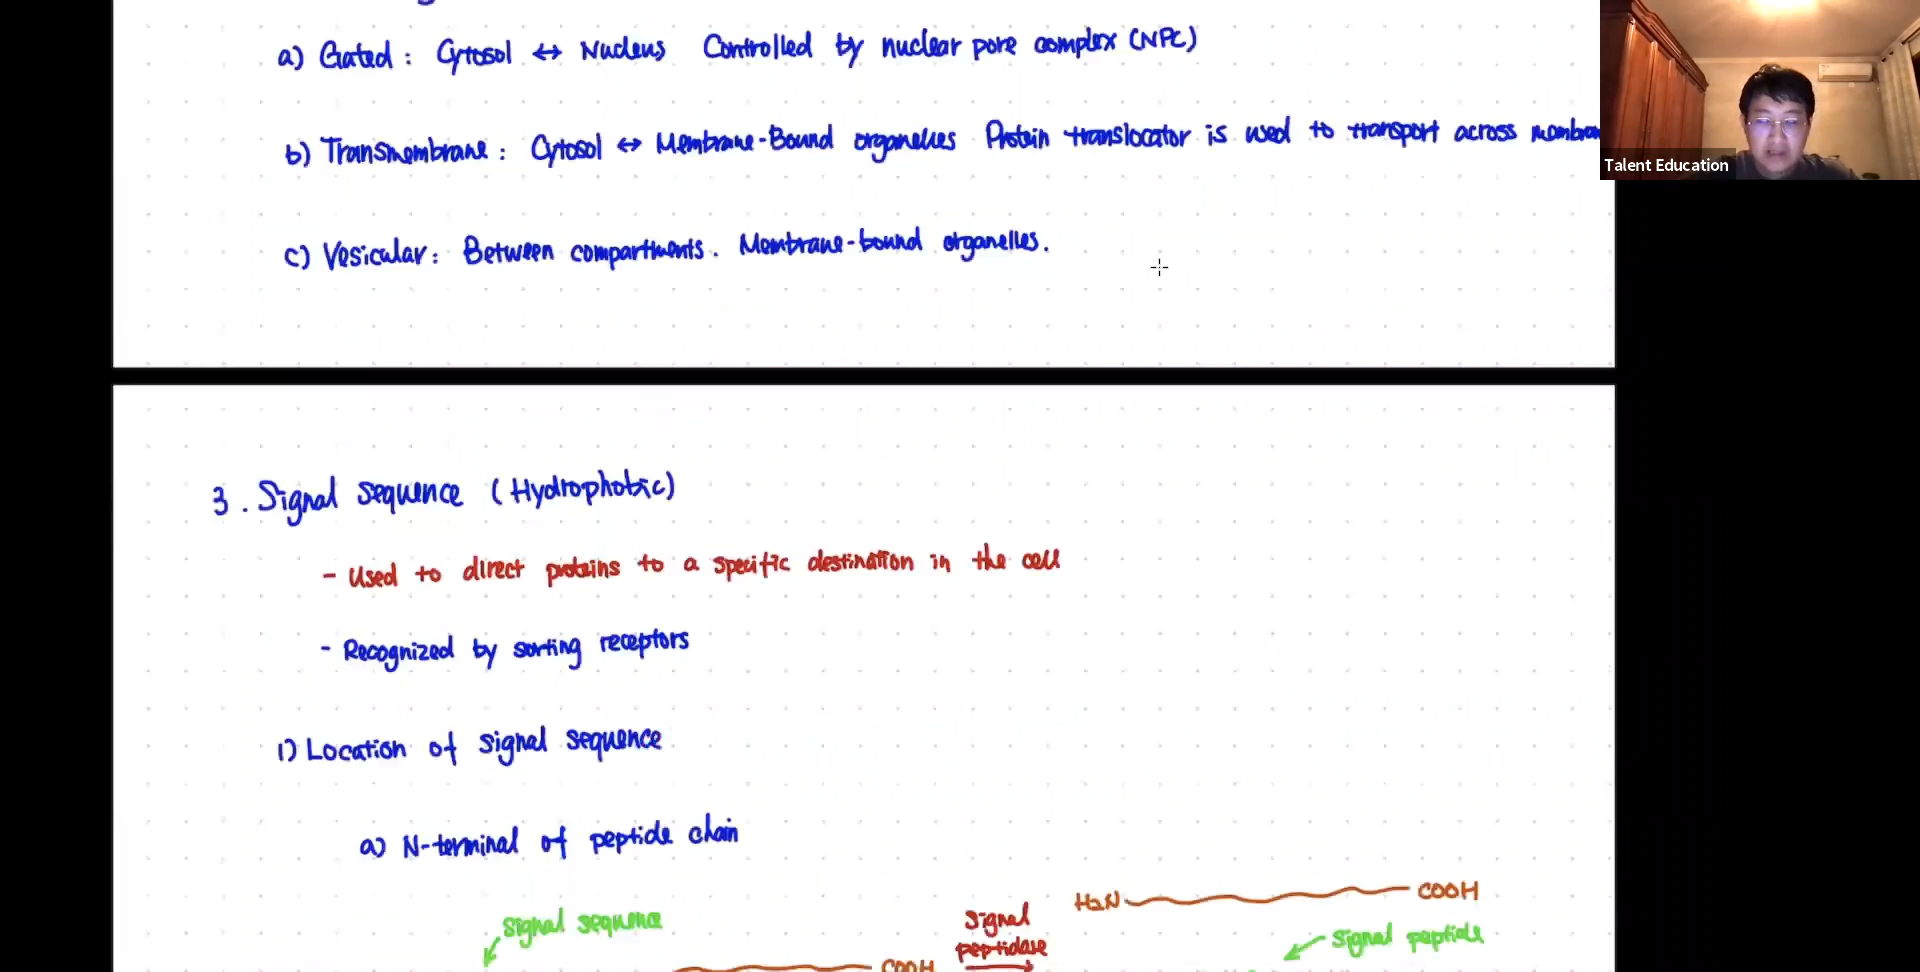 a) Gated : Cytosol ↔ Nucleus Controlled by nuclear pore complex (NPC)
b) Transmembrane : Cytosol ↔ Membrane-Bound organelles Protein translocator is used to transport across membran
Talent Education
c) Vesicular : Between compartments. Membrane-bound organelles.
3. Signal sequence (Hydrophobic)
- Used to direct proteins to a specific destination in the cell
- Recognized by sorting receptors
1) Location of signal sequence
a) N-terminal of peptide chain
H2N COOH
signal sequence
signal peptidase
signal peptide
COOH